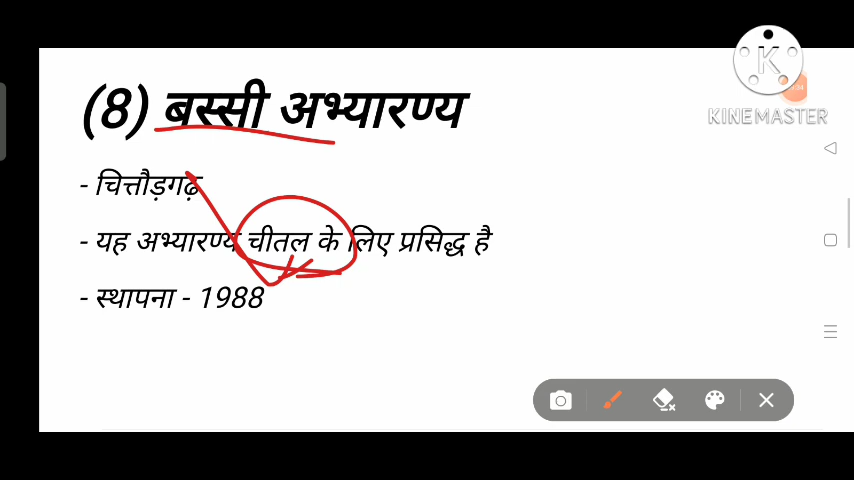 (8) बस्सी अभ्यारण्य
KINEMASTER
- चित्तौड़गढ़
- यह अभ्यारण्य चीतल के लिए प्रसिद्ध है
- स्थापना - 1988